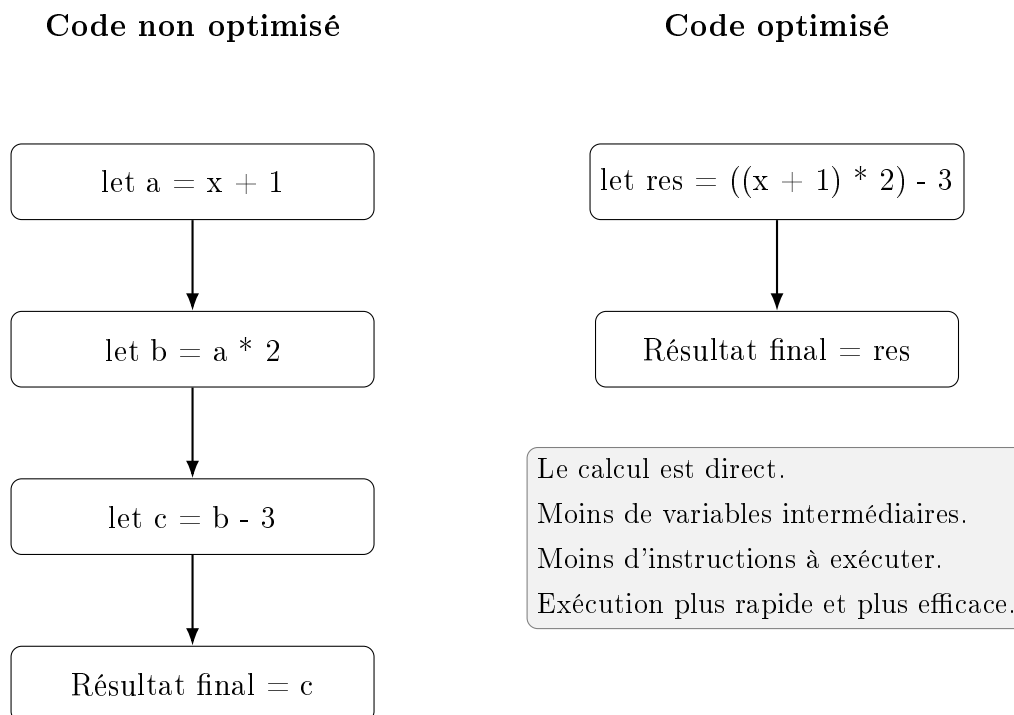 Code non optimisé
let a = x + 1
let b = a * 2
let c = b - 3
Résultat final = c
Code optimisé
let res = ((x + 1) * 2) - 3
Résultat final = res
Le calcul est direct.
Moins de variables intermédiaires.
Moins d'instructions à exécuter.
Exécution plus rapide et plus efficace.